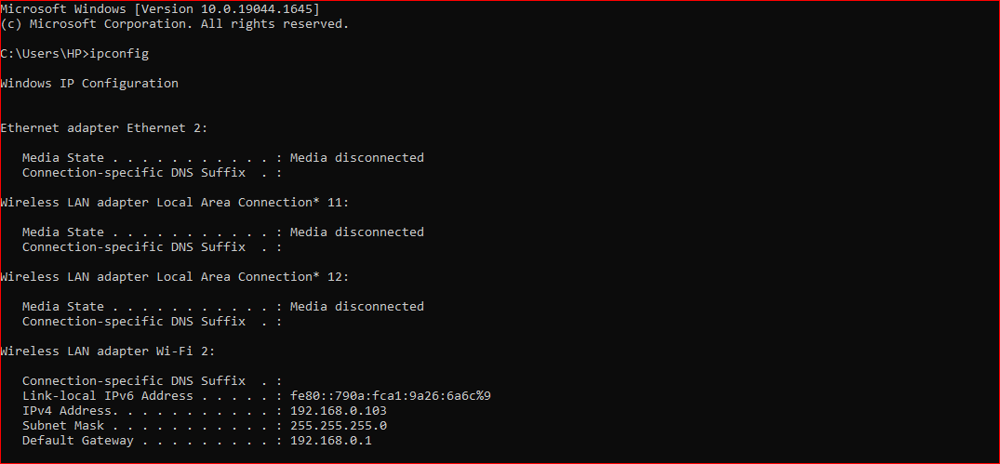 Microsoft Windows [Version 10.0.19044.1645]
(c) Microsoft Corporation. All rights reserved.
C:\Users\HP>ipconfig
Windows IP Configuration
Ethernet adapter Ethernet 2:
Media State . . . . . . . . . . . : Media disconnected
Connection-specific DNS Suffix  . :
Wireless LAN adapter Local Area Connection* 11:
Media State . . . . . . . . . . . : Media disconnected
Connection-specific DNS Suffix  . :
Wireless LAN adapter Local Area Connection* 12:
Media State . . . . . . . . . . . : Media disconnected
Connection-specific DNS Suffix  . :
Wireless LAN adapter Wi-Fi 2:
Connection-specific DNS Suffix  . :
Link-local IPv6 Address . . . . . : fe80::790a:fca1:9a26:6a6c%9
IPv4 Address. . . . . . . . . . . : 192.168.0.103
Subnet Mask . . . . . . . . . . . : 255.255.255.0
Default Gateway . . . . . . . . . : 192.168.0.1